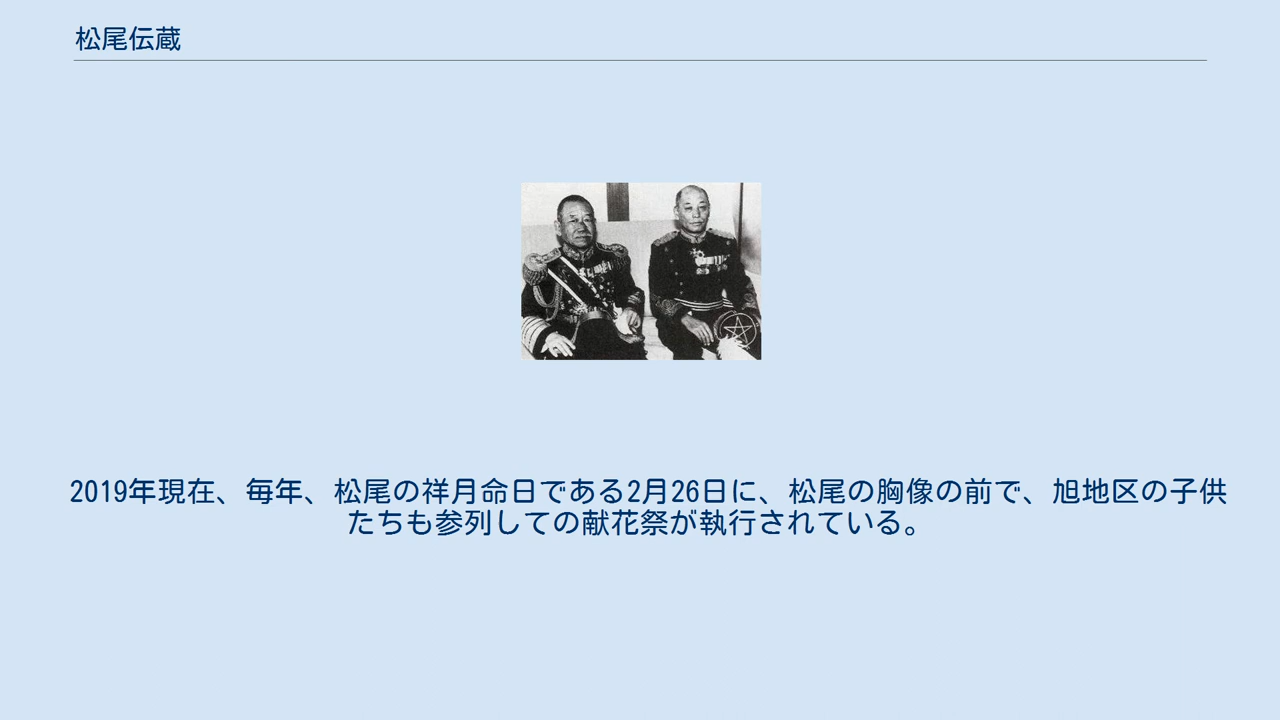 松尾伝蔵
2019年現在、毎年、松尾の祥月命日である2月26日に、松尾の胸像の前で、旭地区の子供
たちも参列しての献花祭が執行されている。